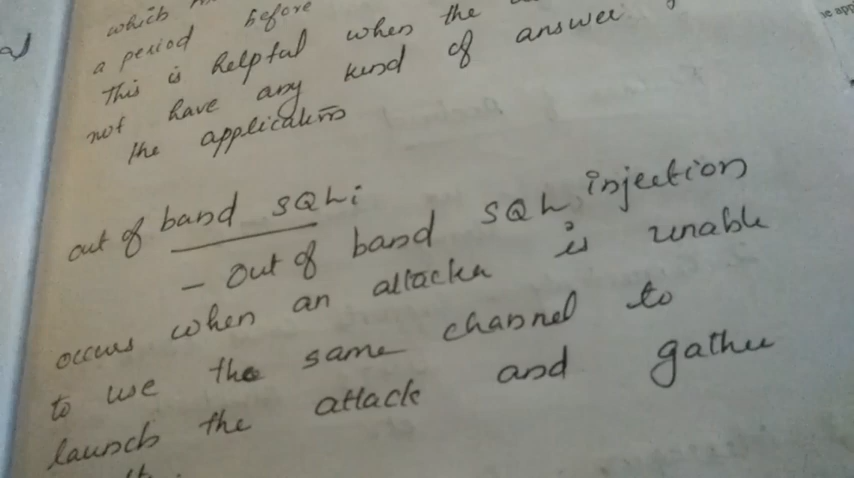 which
a period before
This is helpful when the
not have any kind of answer
the applications
out of band SQLi
- Out of band SQL injection
occurs when an attacker is unable
to use the same channel to
launch the attack and gather